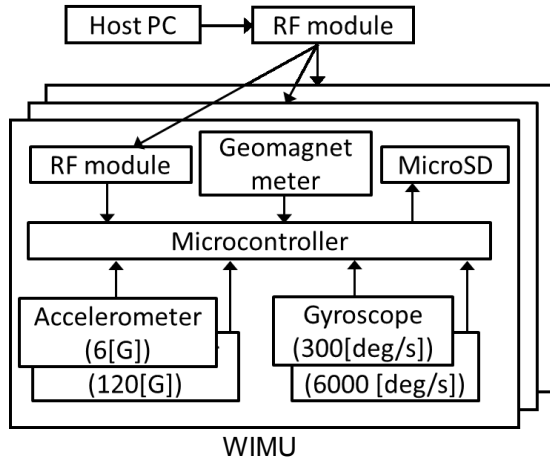 Host PC
RF module
RF module
Geomagnet
meter
MicroSD
Microcontroller
Accelerometer
(6[G])
(120[G])
Gyroscope
(300[deg/s])
(6000 [deg/s])
WIMU